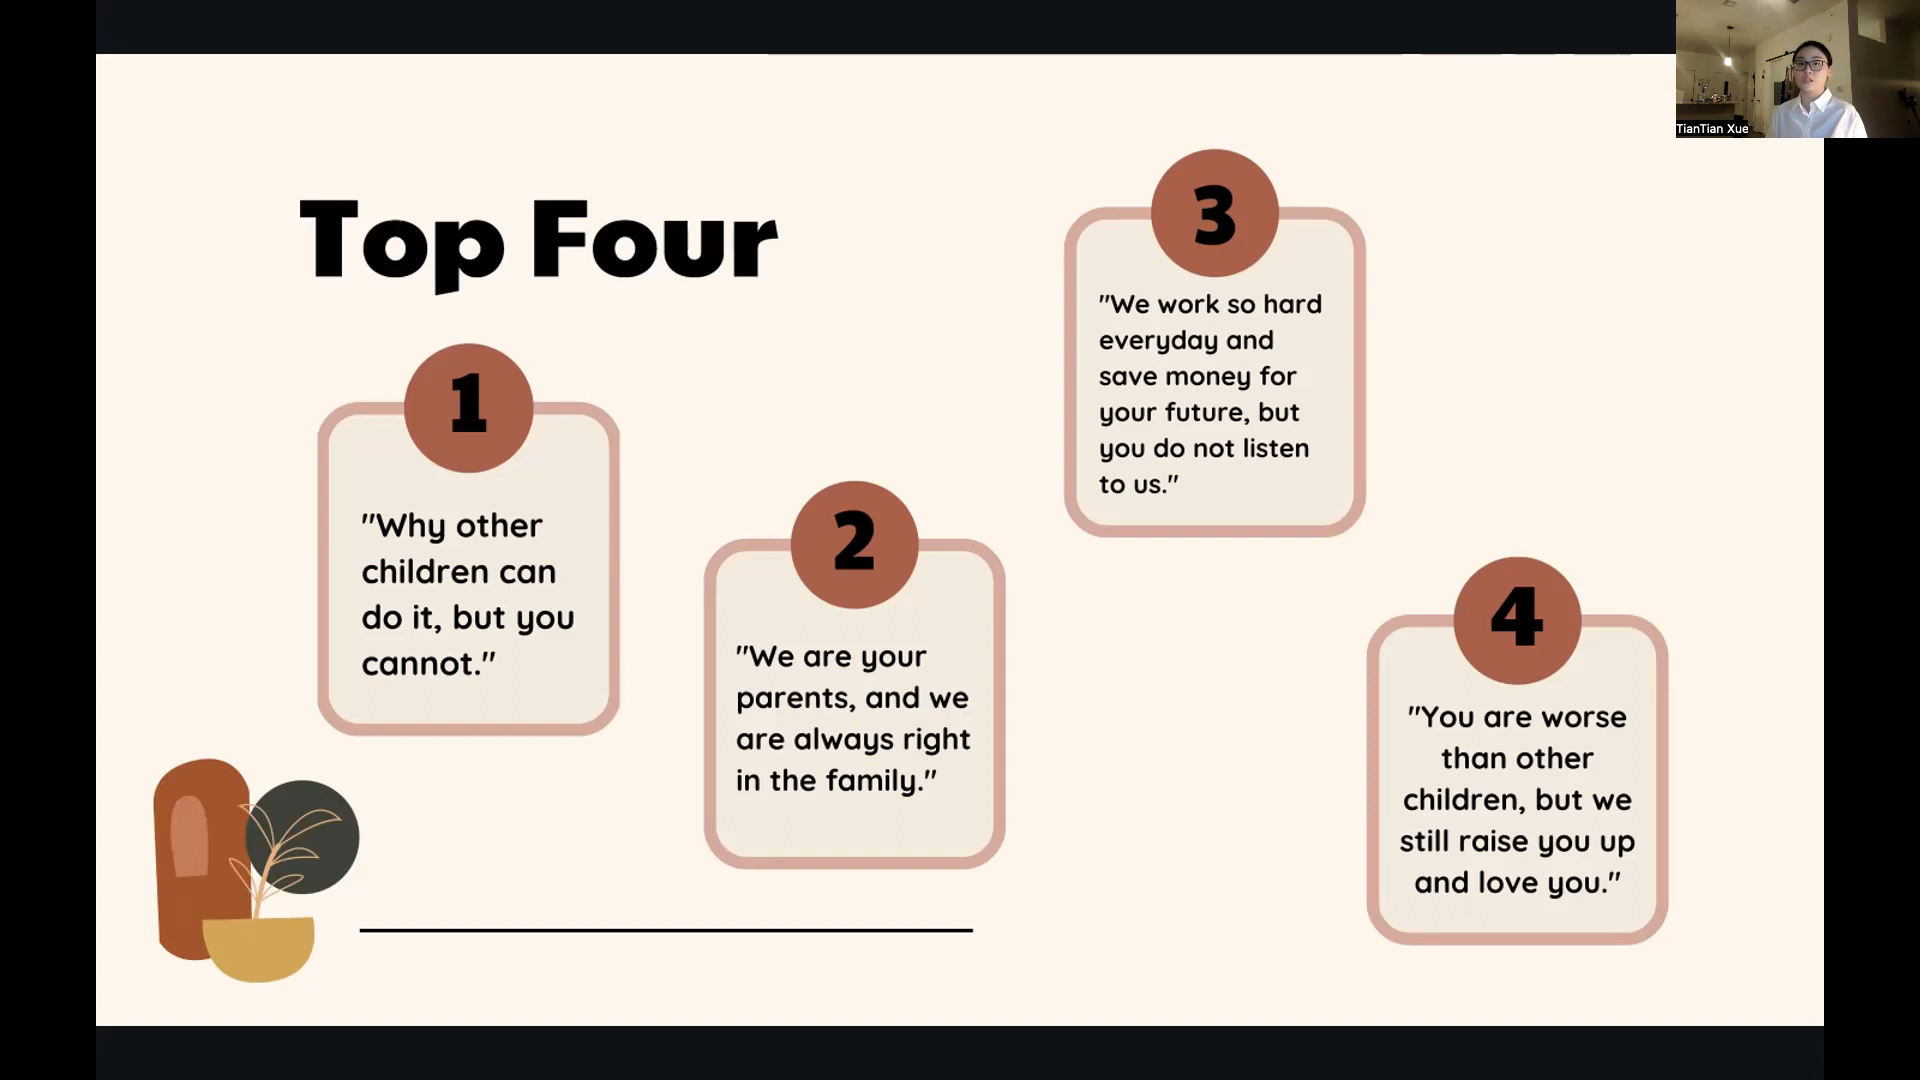 TianTian Xue
Top Four
1
"Why other
children can
do it, but you
cannot."
2
"We are your
parents, and we
are always right
in the family."
3
"We work so hard
everyday and
save money for
your future, but
you do not listen
to us."
4
"You are worse
than other
children, but we
still raise you up
and love you."